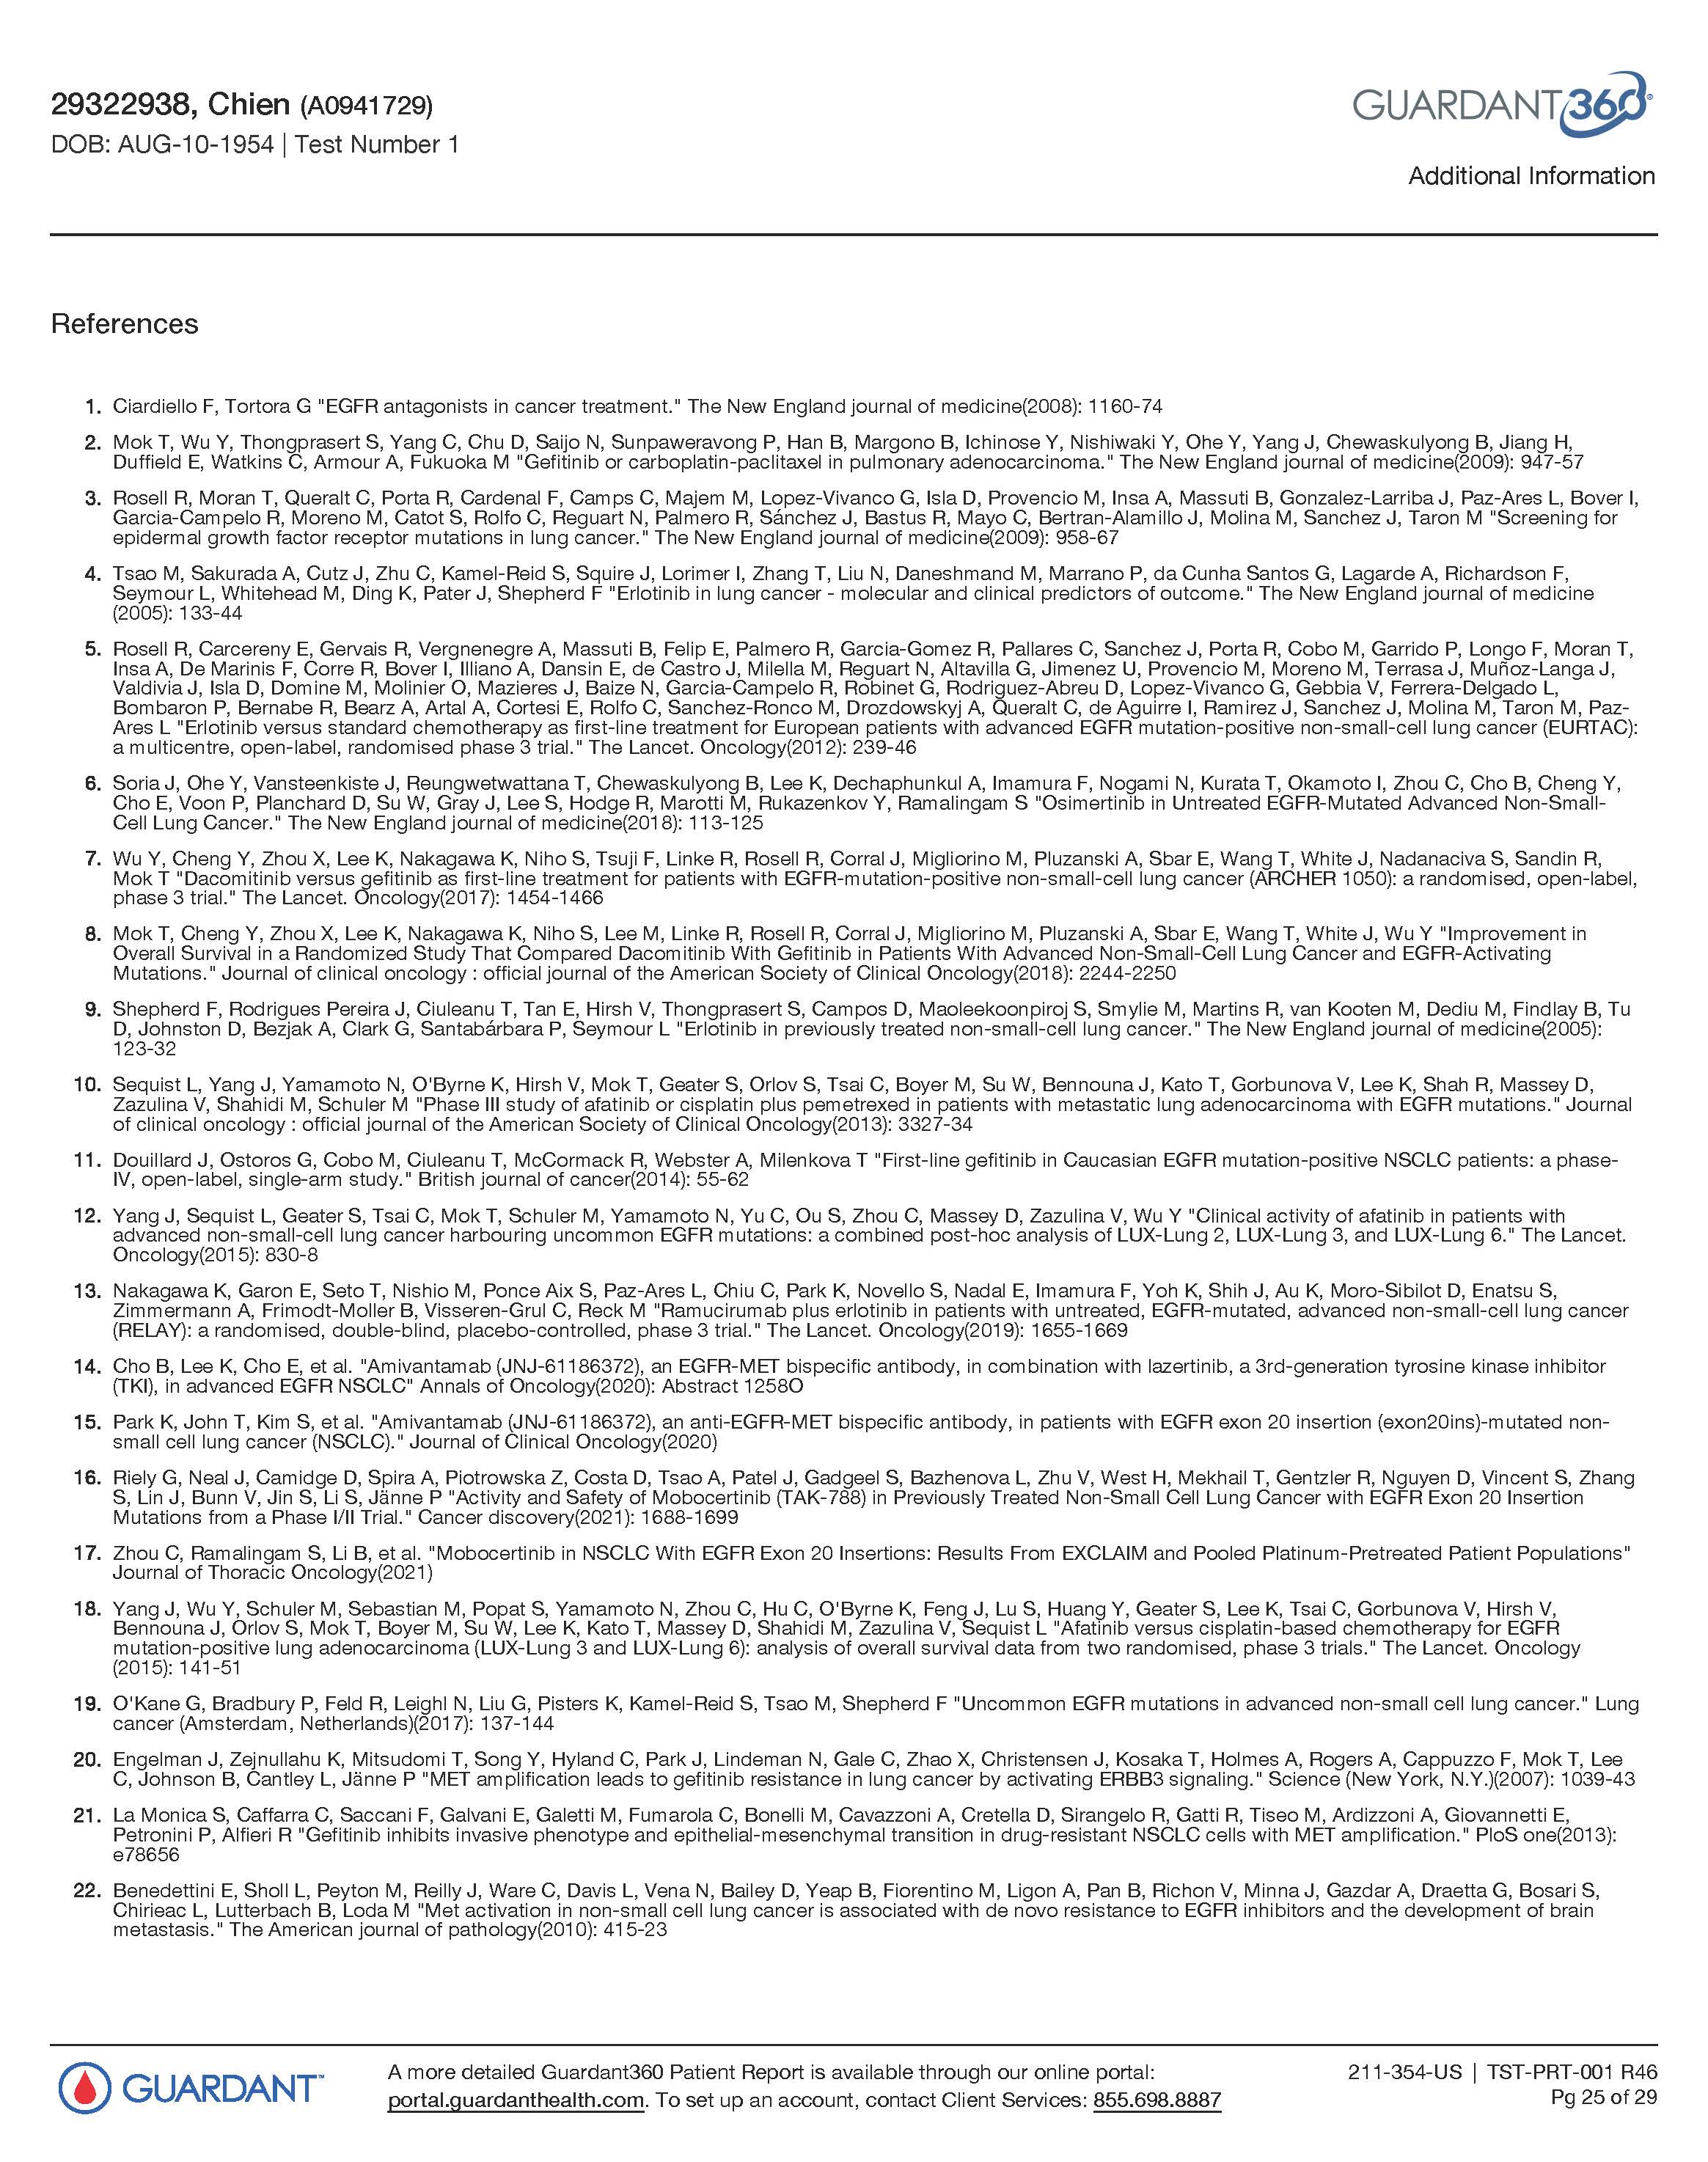 29322938, Chien (A0941729)
DOB: AUG-10-1954 | Test Number 1
GUARDANT360®
Additional Information
References
1. Ciardiello F, Tortora G "EGFR antagonists in cancer treatment." The New England journal of medicine(2008): 1160-74
2. Mok T, Wu Y, Thongprasert S, Yang C, Chu D, Saijo N, Sunpaweravong P, Han B, Margono B, Ichinose Y, Nishiwaki Y, Ohe Y, Yang J, Chewaskulyong B, Jiang H,
Duffield E, Watkins C, Armour A, Fukuoka M "Gefitinib or carboplatin-paclitaxel in pulmonary adenocarcinoma." The New England journal of medicine(2009): 947-57
3. Rosell R, Moran T, Queralt C, Porta R, Cardenal F, Camps C, Majem M, Lopez-Vivanco G, Isla D, Provencio M, Insa A, Massuti B, Gonzalez-Larriba J, Paz-Ares L, Bover I,
Garcia-Campelo R, Moreno M, Catot S, Rolfo C, Reguart N, Palmero R, Sánchez J, Bastus R, Mayo C, Bertran-Alamillo J, Molina M, Sanchez J, Taron M "Screening for
epidermal growth factor receptor mutations in lung cancer." The New England journal of medicine(2009): 958-67
4. Tsao M, Sakurada A, Cutz J, Zhu C, Kamel-Reid S, Squire J, Lorimer I, Zhang T, Liu N, Daneshmand M, Marrano P, da Cunha Santos G, Lagarde A, Richardson F,
Seymour L, Whitehead M, Ding K, Pater J, Shepherd F "Erlotinib in lung cancer - molecular and clinical predictors of outcome." The New England journal of medicine
(2005): 133-44
5. Rosell R, Carcereny E, Gervais R, Vergnenegre A, Massuti B, Felip E, Palmero R, Garcia-Gomez R, Pallares C, Sanchez J, Porta R, Cobo M, Garrido P, Longo F, Moran T,
Insa A, De Marinis F, Corre R, Bover I, Illiano A, Dansin E, de Castro J, Milella M, Reguart N, Altavilla G, Jimenez U, Provencio M, Moreno M, Terrasa J, Muñoz-Langa J,
Valdivia J, Isla D, Domine M, Molinier O, Mazieres J, Baize N, Garcia-Campelo R, Robinet G, Rodriguez-Abreu D, Lopez-Vivanco G, Gebbia V, Ferrera-Delgado L,
Bombaron P, Bernabe R, Bearz A, Artal A, Cortesi E, Rolfo C, Sanchez-Ronco M, Drozdowskyj A, Queralt C, de Aguirre I, Ramirez J, Sanchez J, Molina M, Taron M, Paz-
Ares L "Erlotinib versus standard chemotherapy as first-line treatment for European patients with advanced EGFR mutation-positive non-small-cell lung cancer (EURTAC):
a multicentre, open-label, randomised phase 3 trial." The Lancet. Oncology(2012): 239-46
6. Soria J, Ohe Y, Vansteenkiste J, Reungwetwattana T, Chewaskulyong B, Lee K, Dechaphunkul A, Imamura F, Nogami N, Kurata T, Okamoto I, Zhou C, Cho B, Cheng Y,
Cho E, Voon P, Planchard D, Su W, Gray J, Lee S, Hodge R, Marotti M, Rukazenkov Y, Ramalingam S "Osimertinib in Untreated EGFR-Mutated Advanced Non-Small-
Cell Lung Cancer." The New England journal of medicine(2018): 113-125
7. Wu Y, Cheng Y, Zhou X, Lee K, Nakagawa K, Niho S, Tsuji F, Linke R, Rosell R, Corral J, Migliorino M, Pluzanski A, Sbar E, Wang T, White J, Nadanaciva S, Sandin R,
Mok T "Dacomitinib versus gefitinib as first-line treatment for patients with EGFR-mutation-positive non-small-cell lung cancer (ARCHER 1050): a randomised, open-label,
phase 3 trial." The Lancet. Oncology(2017): 1454-1466
8. Mok T, Cheng Y, Zhou X, Lee K, Nakagawa K, Niho S, Lee M, Linke R, Rosell R, Corral J, Migliorino M, Pluzanski A, Sbar E, Wang T, White J, Wu Y "Improvement in
Overall Survival in a Randomized Study That Compared Dacomitinib With Gefitinib in Patients With Advanced Non-Small-Cell Lung Cancer and EGFR-Activating
Mutations." Journal of clinical oncology : official journal of the American Society of Clinical Oncology(2018): 2244-2250
9. Shepherd F, Rodrigues Pereira J, Ciuleanu T, Tan E, Hirsh V, Thongprasert S, Campos D, Maoleekoonpiroj S, Smylie M, Martins R, van Kooten M, Dediu M, Findlay B, Tu
D, Johnston D, Bezjak A, Clark G, Santabárbara P, Seymour L "Erlotinib in previously treated non-small-cell lung cancer." The New England journal of medicine(2005):
123-32
10. Sequist L, Yang J, Yamamoto N, O'Byrne K, Hirsh V, Mok T, Geater S, Orlov S, Tsai C, Boyer M, Su W, Bennouna J, Kato T, Gorbunova V, Lee K, Shah R, Massey D,
Zazulina V, Shahidi M, Schuler M "Phase III study of afatinib or cisplatin plus pemetrexed in patients with metastatic lung adenocarcinoma with EGFR mutations." Journal
of clinical oncology : official journal of the American Society of Clinical Oncology(2013): 3327-34
11. Douillard J, Ostoros G, Cobo M, Ciuleanu T, McCormack R, Webster A, Milenkova T "First-line gefitinib in Caucasian EGFR mutation-positive NSCLC patients: a phase-
IV, open-label, single-arm study." British journal of cancer(2014): 55-62
12. Yang J, Sequist L, Geater S, Tsai C, Mok T, Schuler M, Yamamoto N, Yu C, Ou S, Zhou C, Massey D, Zazulina V, Wu Y "Clinical activity of afatinib in patients with
advanced non-small-cell lung cancer harbouring uncommon EGFR mutations: a combined post-hoc analysis of LUX-Lung 2, LUX-Lung 3, and LUX-Lung 6." The Lancet.
Oncology(2015): 830-8
13. Nakagawa K, Garon E, Seto T, Nishio M, Ponce Aix S, Paz-Ares L, Chiu C, Park K, Novello S, Nadal E, Imamura F, Yoh K, Shih J, Au K, Moro-Sibilot D, Enatsu S,
Zimmermann A, Frimodt-Moller B, Visseren-Grul C, Reck M "Ramucirumab plus erlotinib in patients with untreated, EGFR-mutated, advanced non-small-cell lung cancer
(RELAY): a randomised, double-blind, placebo-controlled, phase 3 trial." The Lancet. Oncology(2019): 1655-1669
14. Cho B, Lee K, Cho E, et al. "Amivantamab (JNJ-61186372), an EGFR-MET bispecific antibody, in combination with lazertinib, a 3rd-generation tyrosine kinase inhibitor
(TKI), in advanced EGFR NSCLC" Annals of Oncology(2020): Abstract 1258O
15. Park K, John T, Kim S, et al. "Amivantamab (JNJ-61186372), an anti-EGFR-MET bispecific antibody, in patients with EGFR exon 20 insertion (exon20ins)-mutated non-
small cell lung cancer (NSCLC)." Journal of Clinical Oncology(2020)
16. Riely G, Neal J, Camidge D, Spira A, Piotrowska Z, Costa D, Tsao A, Patel J, Gadgeel S, Bazhenova L, Zhu V, West H, Mekhail T, Gentzler R, Nguyen D, Vincent S, Zhang
S, Lin J, Bunn V, Jin S, Li S, Jänne P "Activity and Safety of Mobocertinib (TAK-788) in Previously Treated Non-Small Cell Lung Cancer with EGFR Exon 20 Insertion
Mutations from a Phase I/II Trial." Cancer discovery(2021): 1688-1699
17. Zhou C, Ramalingam S, Li B, et al. "Mobocertinib in NSCLC With EGFR Exon 20 Insertions: Results From EXCLAIM and Pooled Platinum-Pretreated Patient Populations"
Journal of Thoracic Oncology(2021)
18. Yang J, Wu Y, Schuler M, Sebastian M, Popat S, Yamamoto N, Zhou C, Hu C, O'Byrne K, Feng J, Lu S, Huang Y, Geater S, Lee K, Tsai C, Gorbunova V, Hirsh V,
Bennouna J, Orlov S, Mok T, Boyer M, Su W, Lee K, Kato T, Massey D, Shahidi M, Zazulina V, Sequist L "Afatinib versus cisplatin-based chemotherapy for EGFR
mutation-positive lung adenocarcinoma (LUX-Lung 3 and LUX-Lung 6): analysis of overall survival data from two randomised, phase 3 trials." The Lancet. Oncology
(2015): 141-51
19. O'Kane G, Bradbury P, Feld R, Leighl N, Liu G, Pisters K, Kamel-Reid S, Tsao M, Shepherd F "Uncommon EGFR mutations in advanced non-small cell lung cancer." Lung
cancer (Amsterdam, Netherlands)(2017): 137-144
20. Engelman J, Zejnullahu K, Mitsudomi T, Song Y, Hyland C, Park J, Lindeman N, Gale C, Zhao X, Christensen J, Kosaka T, Holmes A, Rogers A, Cappuzzo F, Mok T, Lee
C, Johnson B, Cantley L, Jänne P "MET amplification leads to gefitinib resistance in lung cancer by activating ERBB3 signaling." Science (New York, N.Y.)(2007): 1039-43
21. La Monica S, Caffarra C, Saccani F, Galvani E, Galetti M, Fumarola C, Bonelli M, Cavazzoni A, Cretella D, Sirangelo R, Gatti R, Tiseo M, Ardizzoni A, Giovannetti E,
Petronini P, Alfieri R "Gefitinib inhibits invasive phenotype and epithelial-mesenchymal transition in drug-resistant NSCLC cells with MET amplification." PloS one(2013):
e78656
22. Benedettini E, Sholl L, Peyton M, Reilly J, Ware C, Davis L, Vena N, Bailey D, Yeap B, Fiorentino M, Ligon A, Pan B, Richon V, Minna J, Gazdar A, Draetta G, Bosari S,
Chirieac L, Lutterbach B, Loda M "Met activation in non-small cell lung cancer is associated with de novo resistance to EGFR inhibitors and the development of brain
metastasis." The American journal of pathology(2010): 415-23
GUARDANT™
A more detailed Guardant360 Patient Report is available through our online portal:
portal.guardanthealth.com. To set up an account, contact Client Services: 855.698.8887
211-354-US | TST-PRT-001 R46
Pg 25 of 29